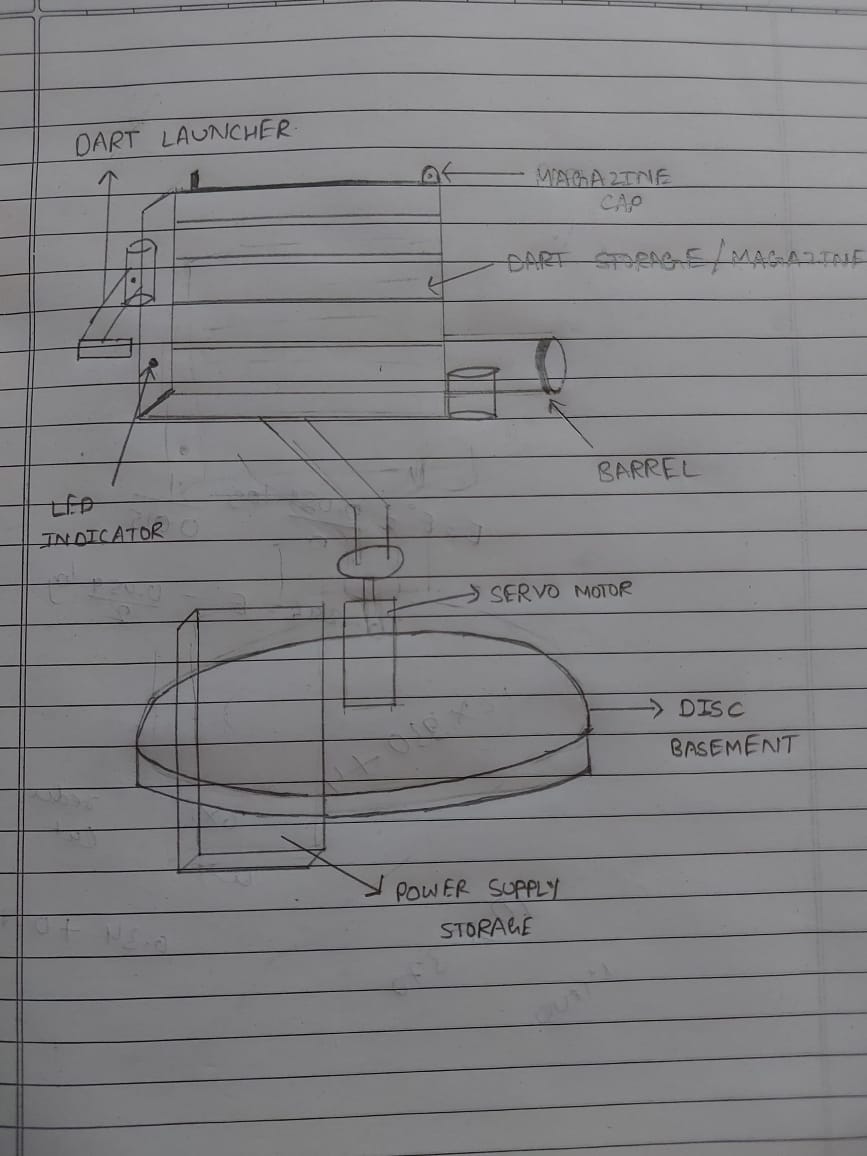 DART LAUNCHER.
MAGAZINE
CAP
DART STORAGE/MAGAZINE
BARREL
LED
INDICATOR
SERVO MOTOR
DISC
BASEMENT
POWER SUPPLY
STORAGE